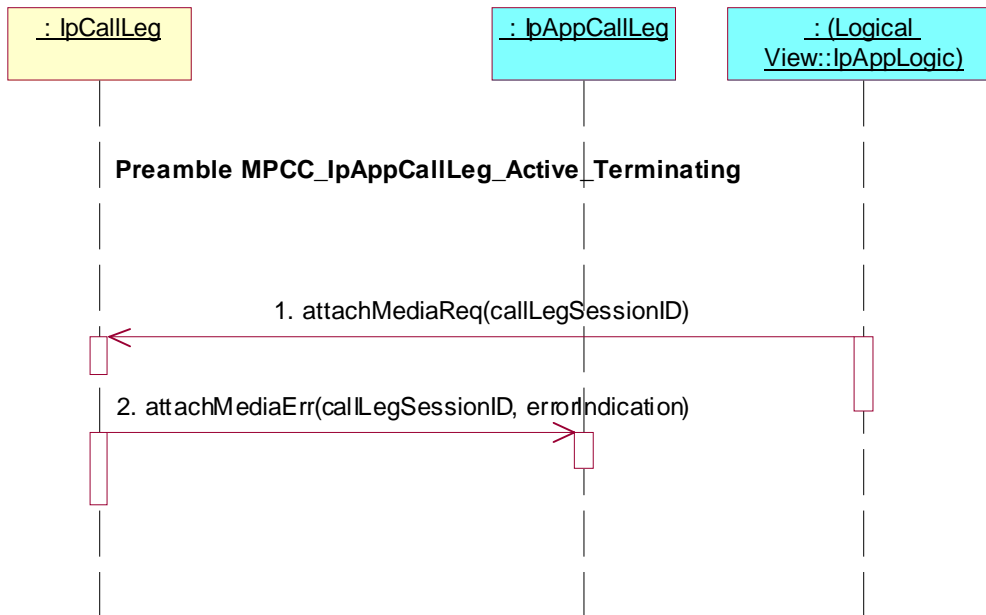 : IpCallLeg
: IpAppCallLeg
: (Logical
View::IpAppLogic)
Preamble MPCC_IpAppCallLeg_Active_Terminating
1. attachMediaReq(callLegSessionID)
2. attachMediaErr(callLegSessionID, errorIndication)